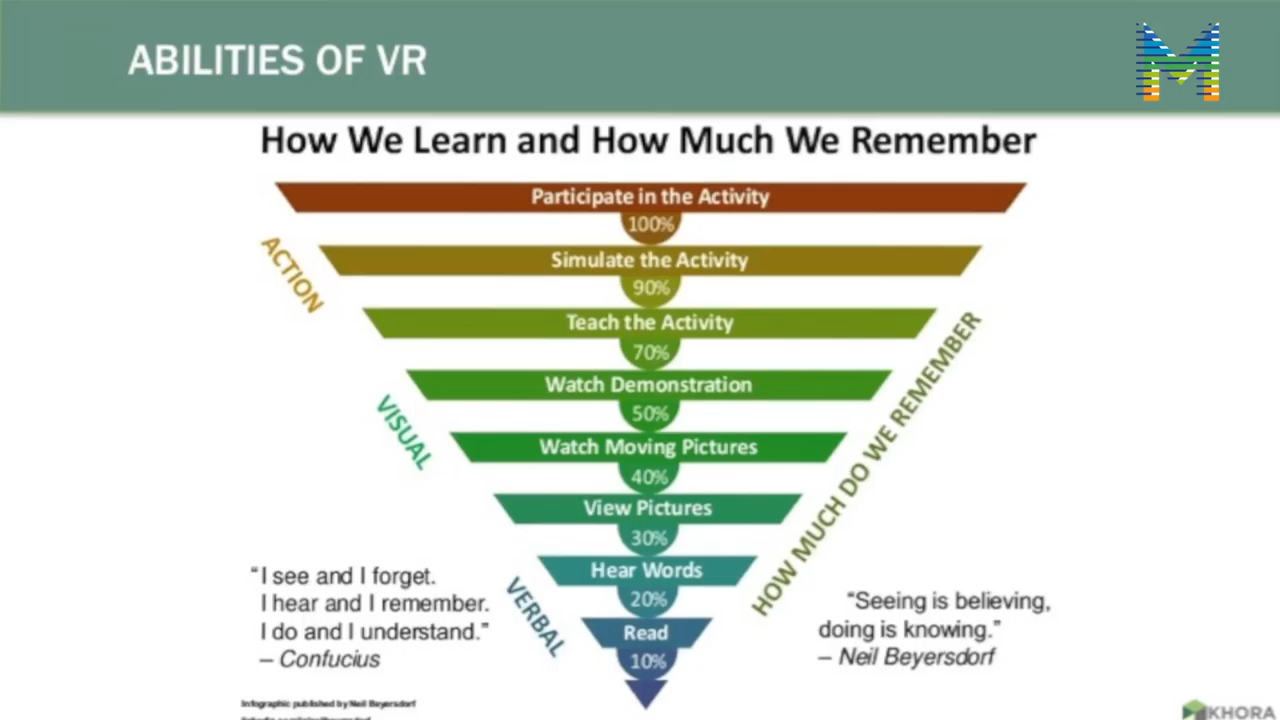 ABILITIES OF VR
How We Learn and How Much We Remember
Participate in the Activity
100%
Simulate the Activity
90%
Teach the Activity
70%
Watch Demonstration
50%
Watch Moving Pictures
40%
View Pictures
30%
Hear Words
20%
Read
10%
ACTION
VISUAL
VERBAL
HOW MUCH DO WE REMEMBER
“I see and I forget.
I hear and I remember.
I do and I understand.”
– Confucius
“Seeing is believing,
doing is knowing.”
– Neil Beyersdorf
Infographic published by Neil Beyersdorf
M
KHORA